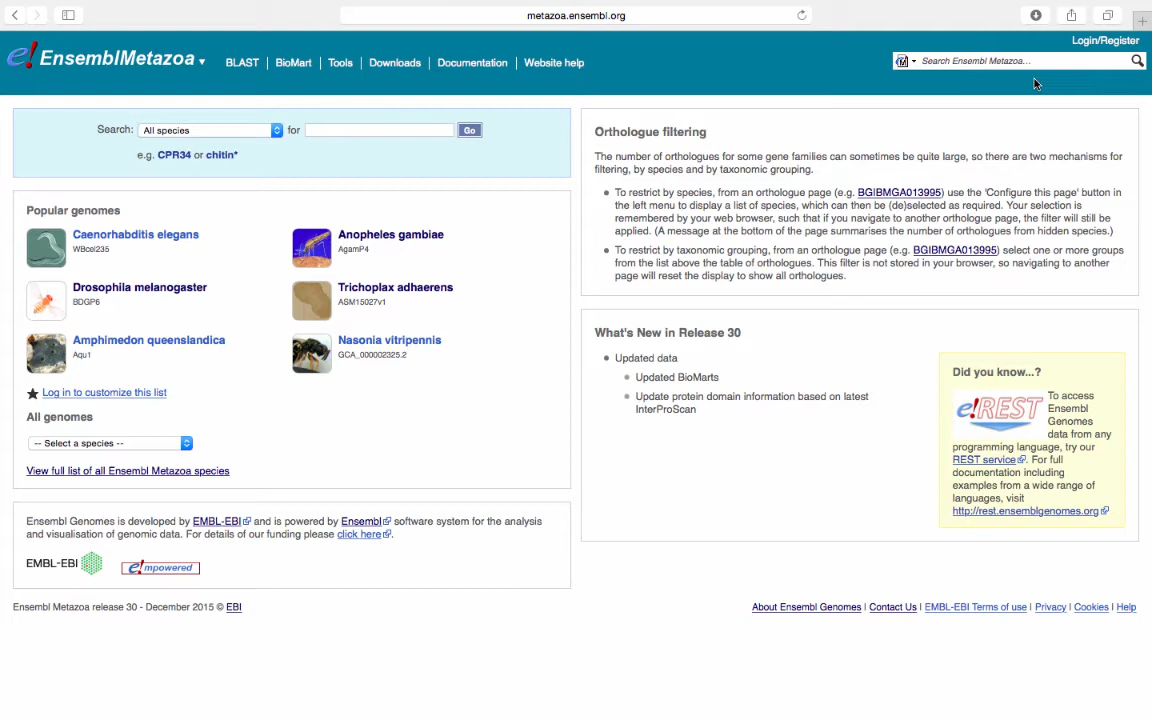 metazoa.ensembl.org
Login/Register
e! EnsemblMetazoa
BLAST | BioMart | Tools | Downloads | Documentation | Website help
Search Ensembl Metazoa...
Search: All species for Go
e.g. CPR34 or chitin*
Popular genomes
Caenorhabditis elegans
WBcel235
Anopheles gambiae
AgamP4
Drosophila melanogaster
BDGP6
Trichoplax adhaerens
ASM15027v1
Amphimedon queenslandica
Aqu1
Nasonia vitripennis
GCA_000002325.2
Log in to customize this list
All genomes
-- Select a species --
View full list of all Ensembl Metazoa species
Ensembl Genomes is developed by EMBL-EBI and is powered by Ensembl software system for the analysis
and visualisation of genomic data. For details of our funding please click here.
EMBL-EBI
e!mpowered
Orthologue filtering
The number of orthologues for some gene families can sometimes be quite large, so there are two mechanisms for
filtering, by species and by taxonomic grouping.
To restrict by species, from an orthologue page (e.g. BGIBMGA013995) use the 'Configure this page' button in
the left menu to display a list of species, which can then be (de)selected as required. Your selection is
remembered by your web browser, such that if you navigate to another orthologue page, the filter will still be
applied. (A message at the bottom of the page summarises the number of orthologues from hidden species.)
To restrict by taxonomic grouping, from an orthologue page (e.g. BGIBMGA013995) select one or more groups
from the list above the table of orthologues. This filter is not stored in your browser, so navigating to another
page will reset the display to show all orthologues.
What's New in Release 30
Updated data
Updated BioMarts
Update protein domain information based on latest
InterProScan
Did you know...?
e!REST
To access
Ensembl
Genomes
data from any
programming language, try our
REST service. For full
documentation including
examples from a wide range of
languages, visit
http://rest.ensemblgenomes.org
Ensembl Metazoa release 30 - December 2015 © EBI
About Ensembl Genomes | Contact Us | EMBL-EBI Terms of use | Privacy | Cookies | Help